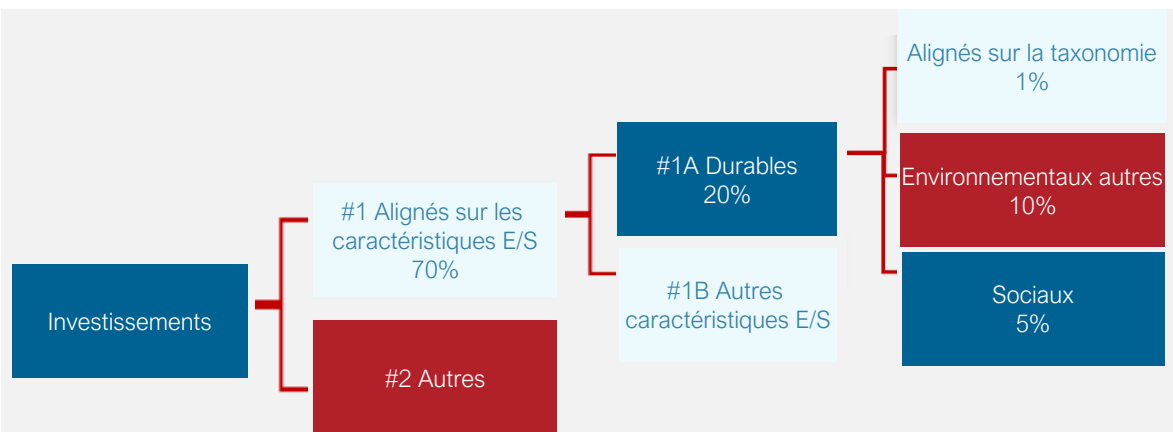 Investissements
#1 Alignés sur les
caractéristiques E/S
70%
#2 Autres
#1A Durables
20%
#1B Autres
caractéristiques E/S
Alignés sur la taxonomie
1%
Environnementaux autres
10%
Sociaux
5%